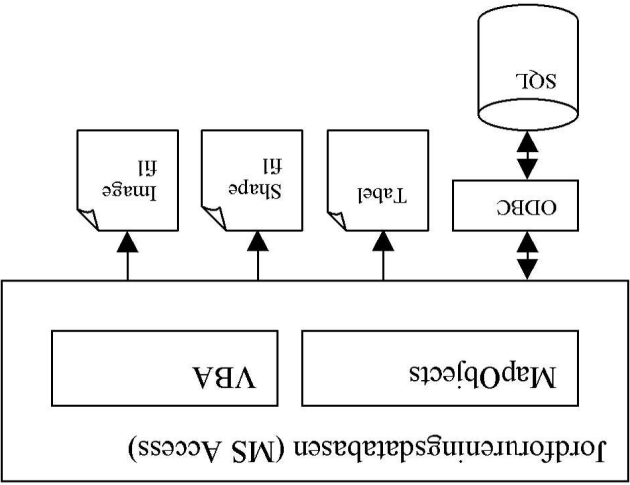 Jordforureningsdatabasen (MS Access)
MapObjects
VBA
ODBC
Tabel
Shape
fil
Image
fil
SQL